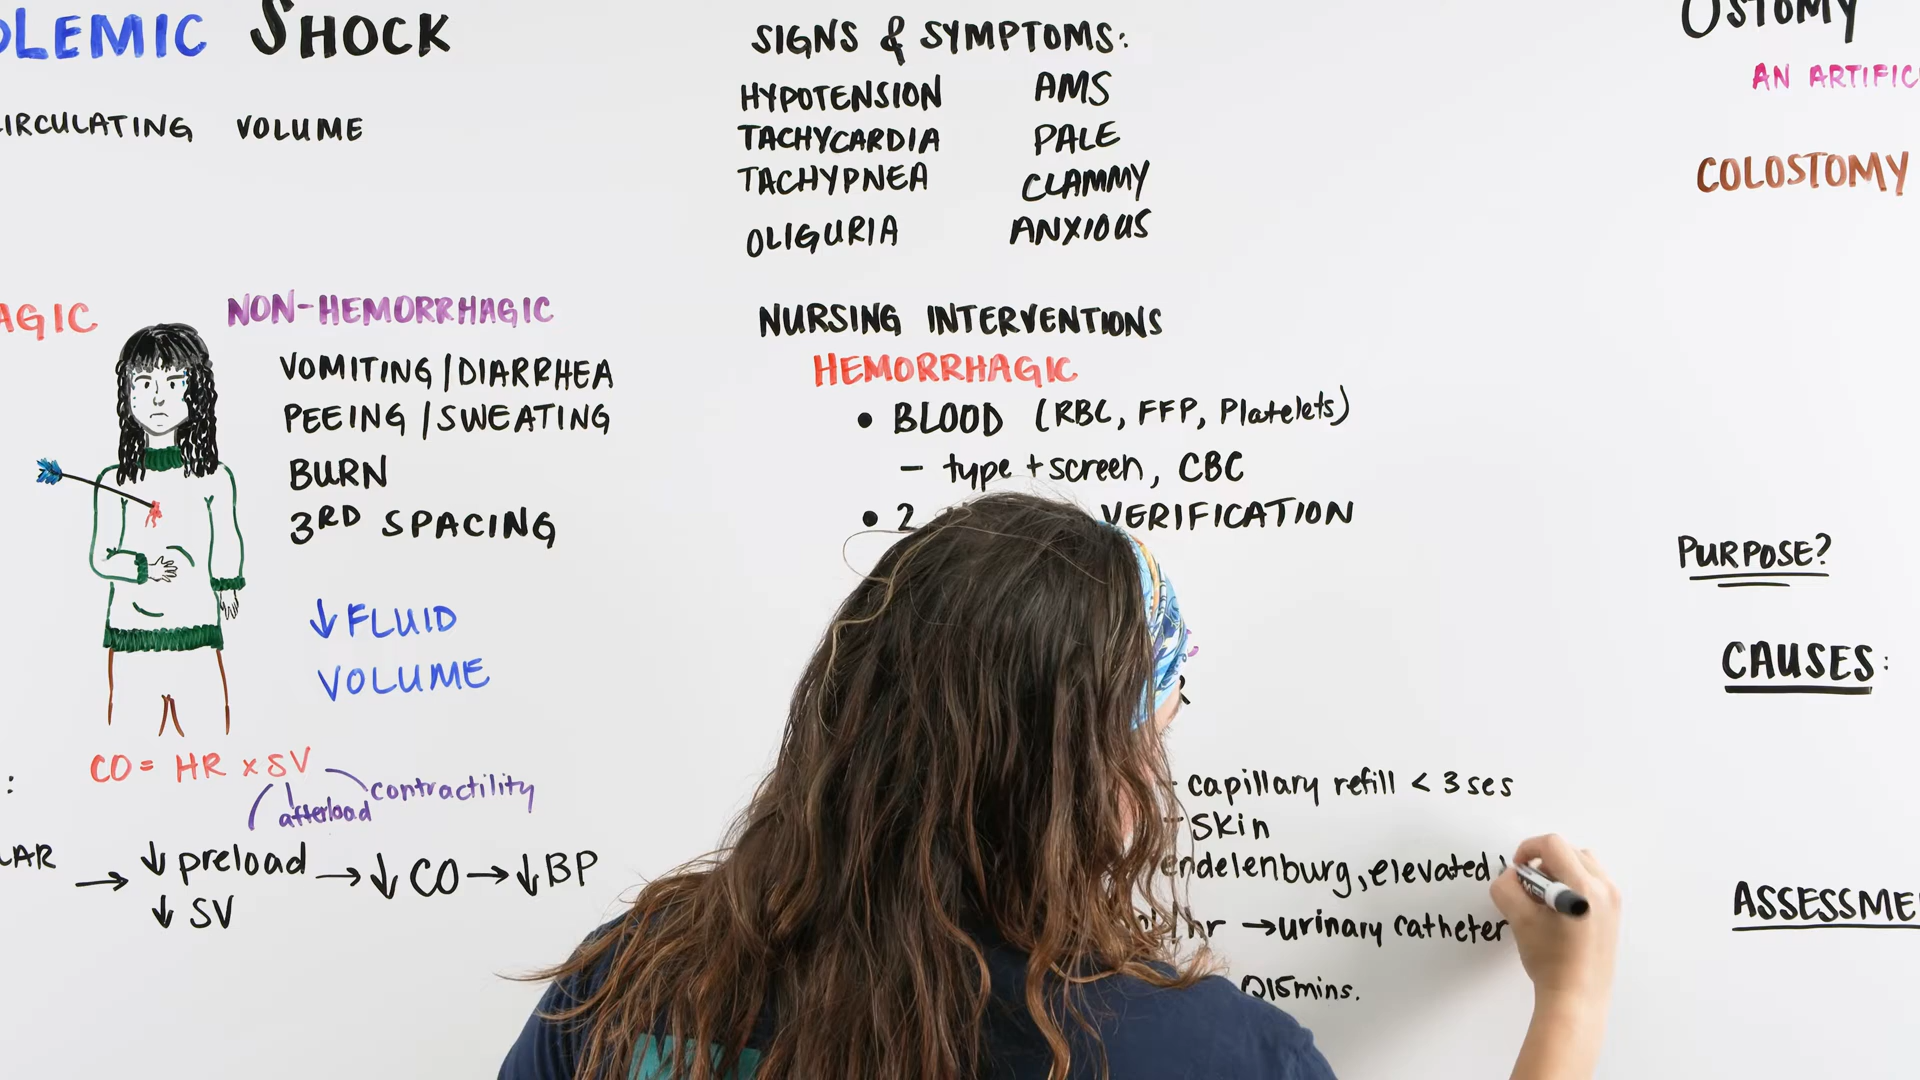 OLEMIC SHOCK
CIRCULATING VOLUME
AGIC
NON-HEMORRHAGIC
VOMITING/DIARRHEA
PEEING/SWEATING
BURN
3RD SPACING
↓ FLUID
VOLUME
CO = HR x SV
afterload
contractility
:
LAR → ↓ preload → ↓ CO → ↓ BP
↓ SV
SIGNS & SYMPTOMS:
HYPOTENSION AMS
TACHYCARDIA PALE
TACHYPNEA CLAMMY
OLIGURIA ANXIOUS
NURSING INTERVENTIONS
HEMORRHAGIC
• BLOOD (RBC, FFP, Platelets)
- type + screen, CBC
• 2 VERIFICATION
- capillary refill < 3 ses
- Skin
endelenburg, elevated
/hr → urinary catheter
Q15mins.
OSTOMY
AN ARTIFIC
COLOSTOMY
PURPOSE?
CAUSES:
ASSESSME